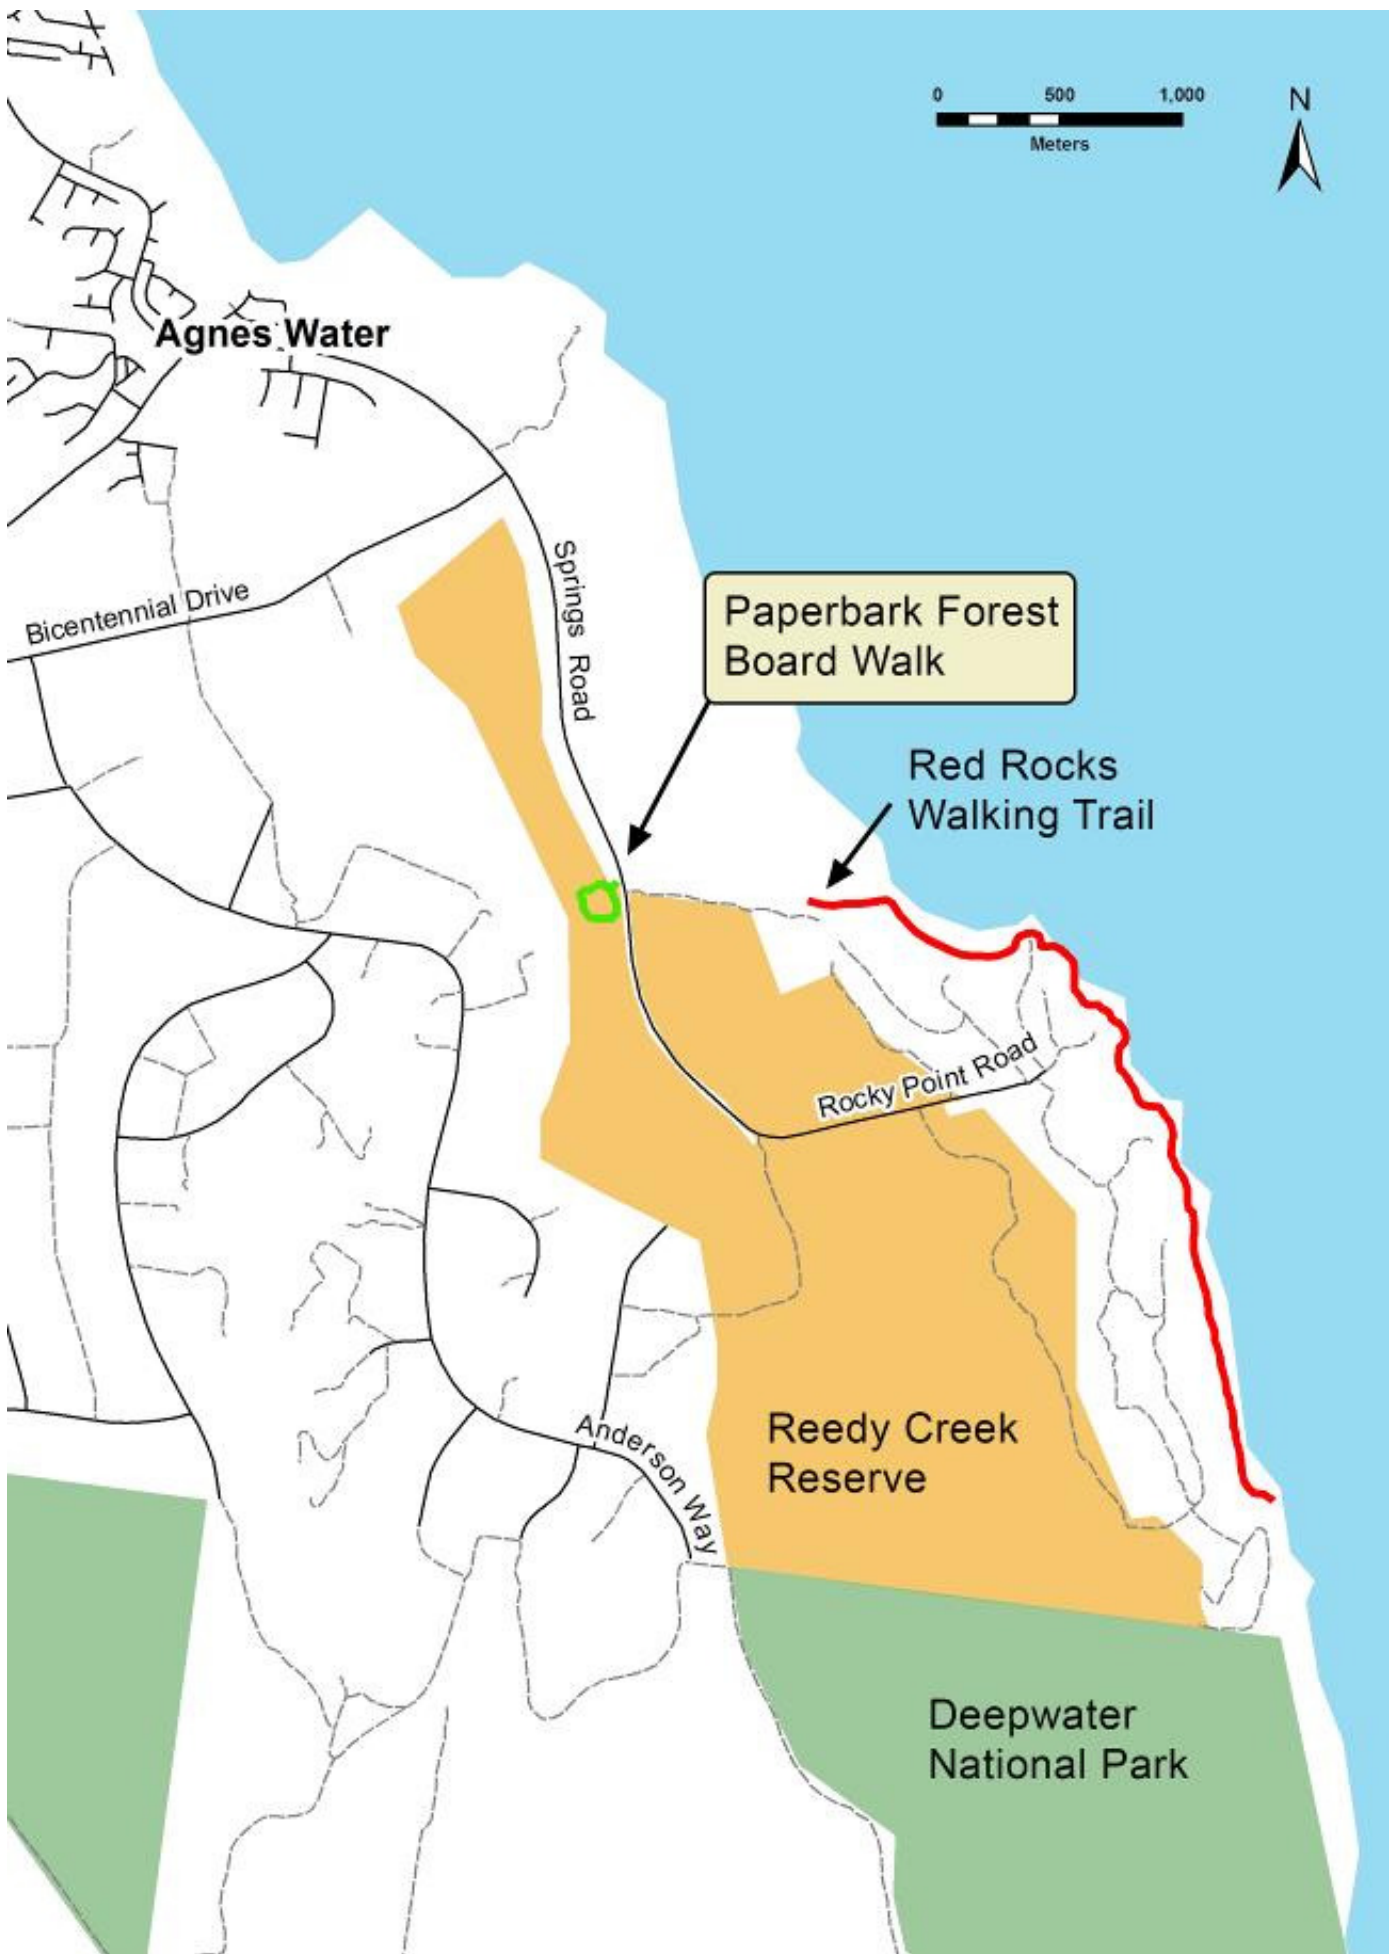 0 500 1,000
Meters
N
Agnes Water
Bicentennial Drive
Springs Road
Paperbark Forest
Board Walk
Red Rocks
Walking Trail
Rocky Point Road
Reedy Creek
Reserve
Anderson Way
Deepwater
National Park